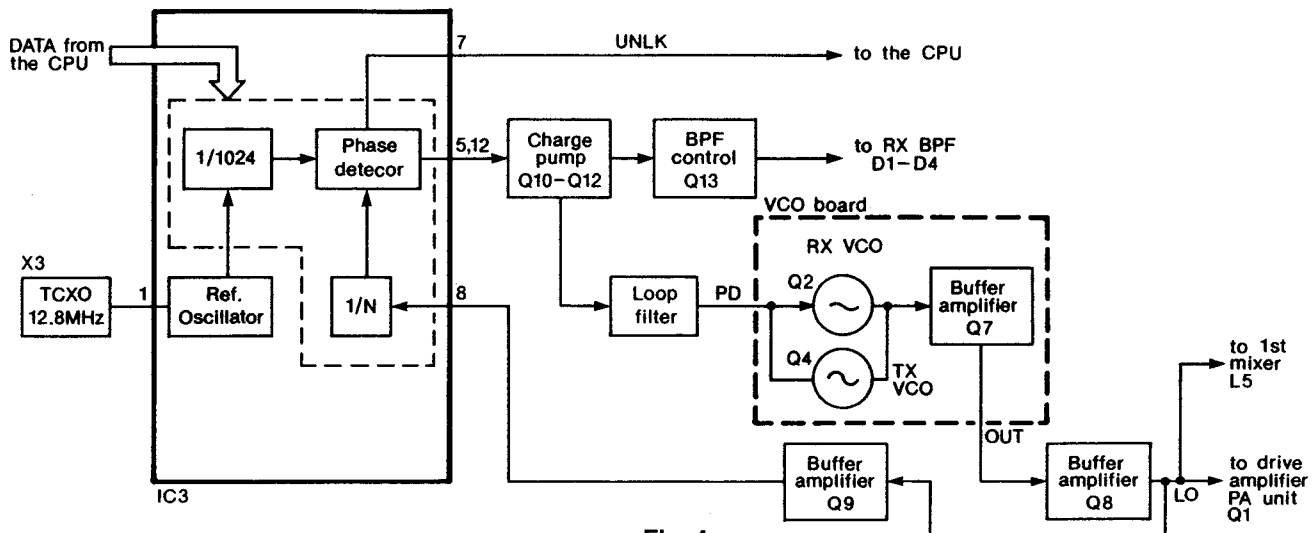 DATA from
the CPU
7
UNLK
to the CPU
1/1024
Phase
detecor
5,12
Charge
pump
Q10-Q12
BPF
control
Q13
to RX BPF
D1-D4
VCO board
RX VCO
X3
TCXO
12.8MHz
1
Ref.
Oscillator
1/N
8
Loop
filter
PD
Q2
Q4
TX
VCO
Buffer
amplifier
Q7
to 1st
mixer
L5
OUT
IC3
Buffer
amplifier
Q9
Buffer
amplifier
Q8
LO
to drive
amplifier
PA unit
Q1